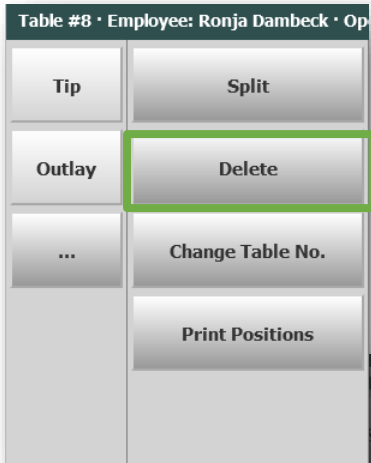 Table #8 · Employee: Ronja Dambeck · Op
Tip
Split
Outlay
Delete
...
Change Table No.
Print Positions